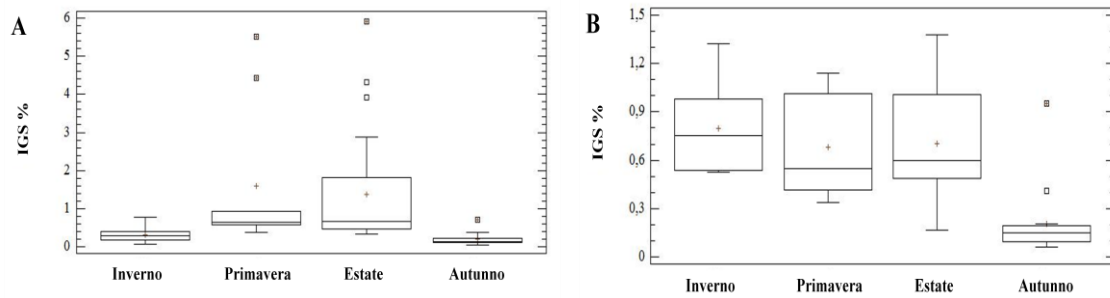 A
IGS %
6
5
4
3
2
1
0
Inverno Primavera Estate Autunno
B
IGS %
1,5
1,2
0,9
0,6
0,3
0
Inverno Primavera Estate Autunno